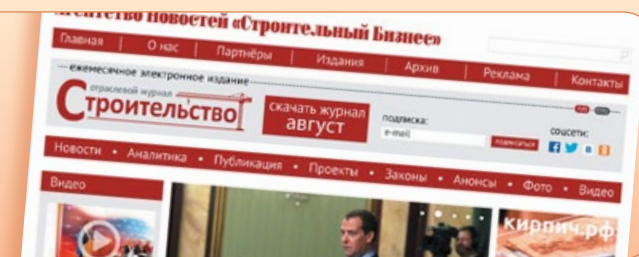 Агентство Новостей «Строительный Бизнес»
Главная | О нас | Партнёры | Издания | Архив | Реклама | Контакты
ежемесячное электронное издание
отраслевой журнал
Строительство
скачать журнал
август
подписка:
e-mail
подписаться
соцсети:
Новости • Аналитика • Публикация • Проекты • Законы • Анонсы • Фото • Видео
Видео
кирпич.рф